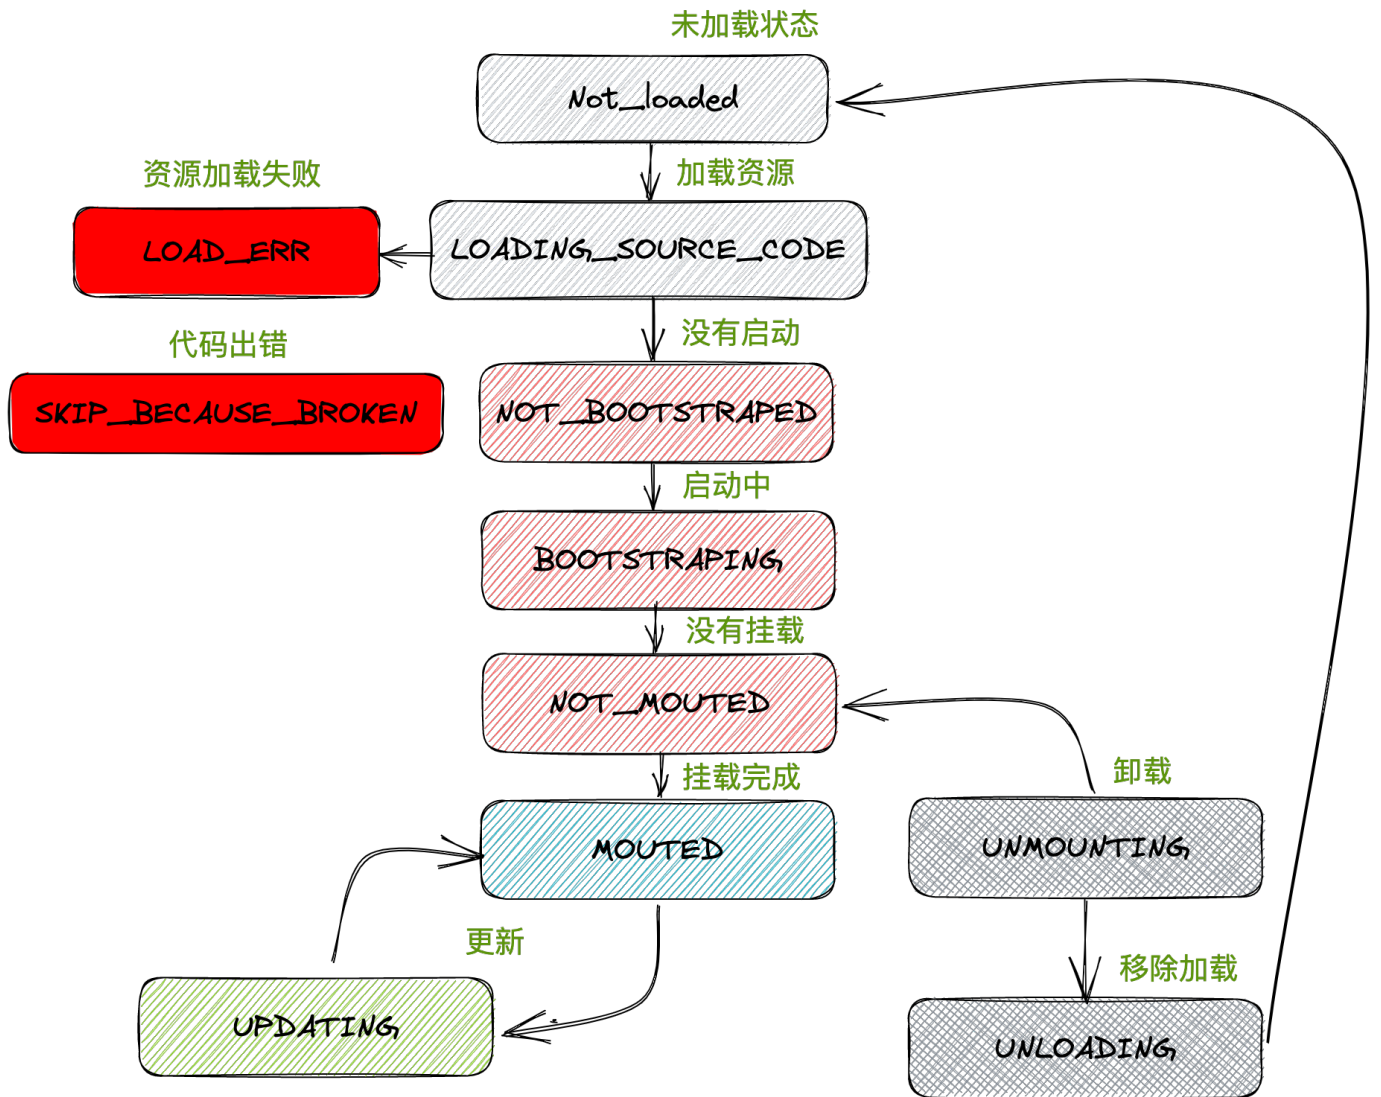 未加载状态
Not_loaded
加载资源
资源加载失败
LOAD_ERR
LOADING_SOURCE_CODE
没有启动
代码出错
SKIP_BECAUSE_BROKEN
NOT_BOOTSTRAPED
启动中
BOOTSTRAPING
没有挂载
NOT_MOUTED
挂载完成
卸载
MOUTED
UNMOUNTING
更新
移除加载
UPDATING
UNLOADING